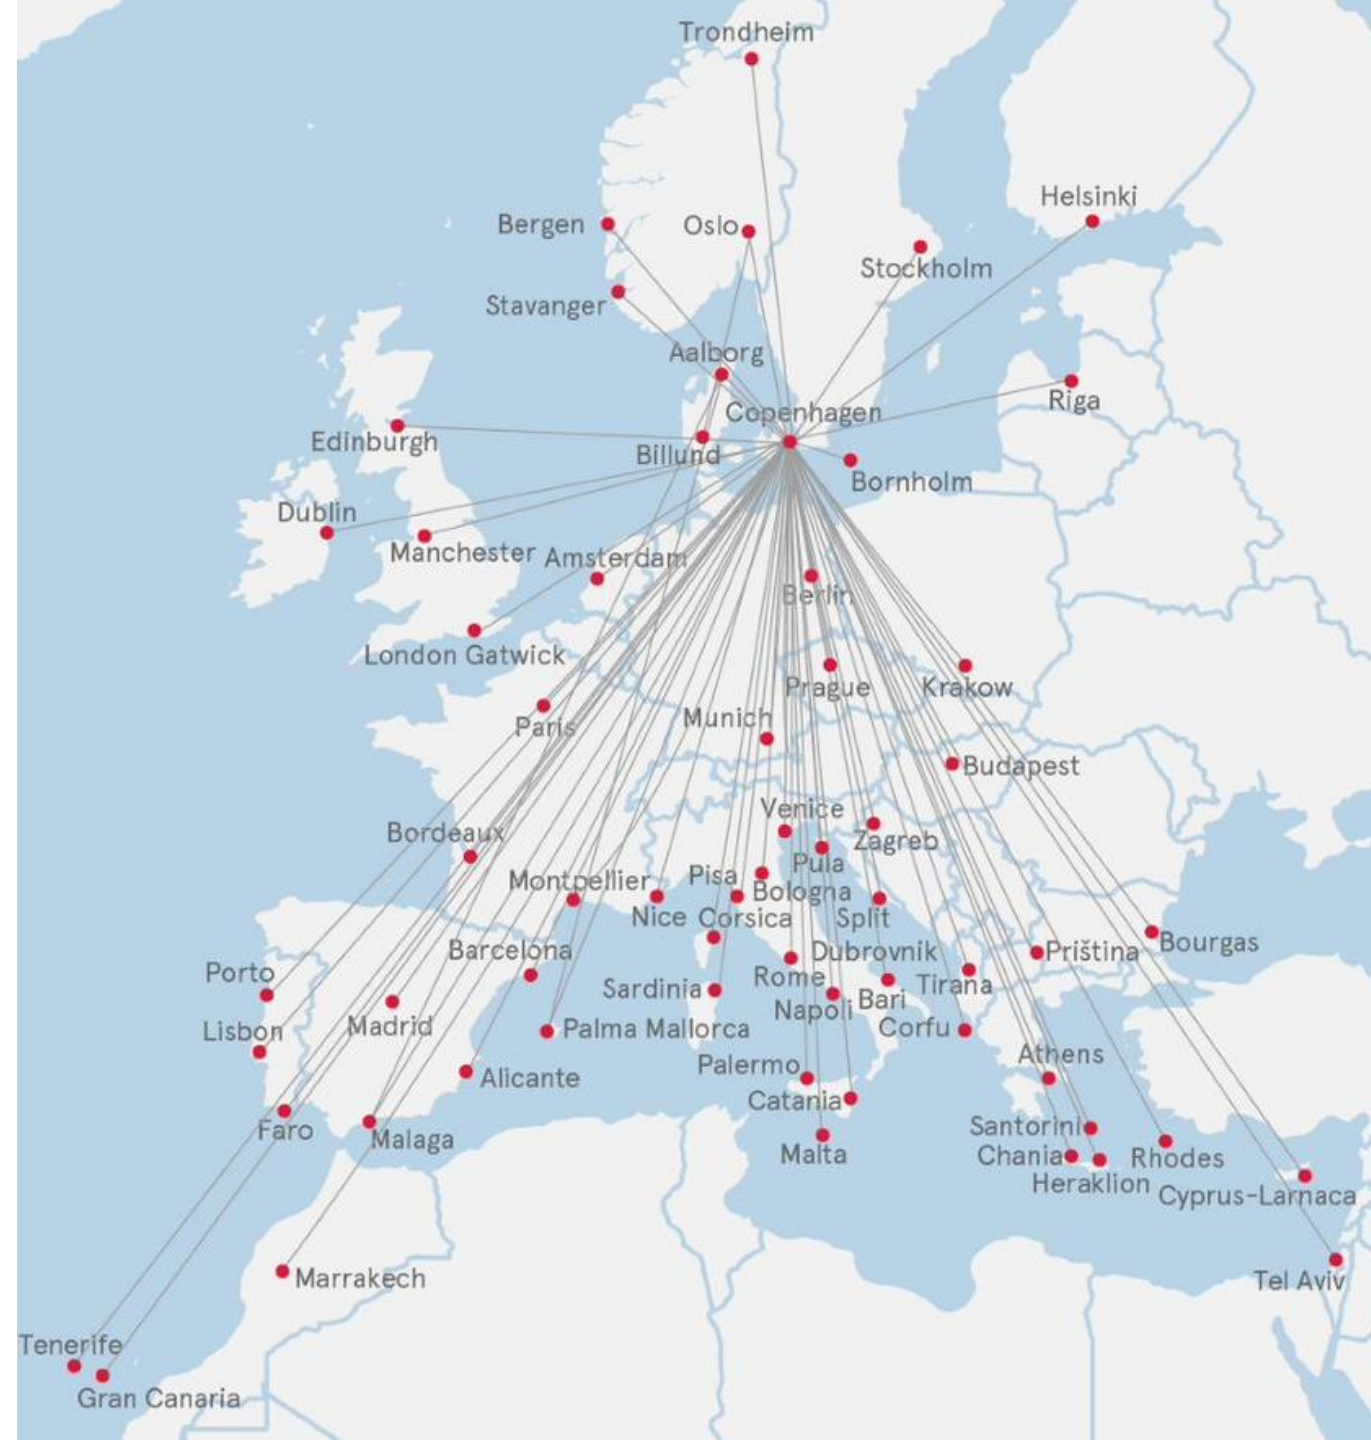 Trondheim
Helsinki
Bergen
Oslo
Stockholm
Stavanger
Aalborg
Riga
Copenhagen
Edinburgh
Billund
Bornholm
Dublin
Manchester
Amsterdam
Berlin
London Gatwick
Prague
Krakow
Paris
Munich
Budapest
Venice
Bordeaux
Zagreb
Pula
Montpellier
Pisa
Bologna
Nice
Corsica
Split
Barcelona
Dubrovnik
Priština
Bourgas
Porto
Rome
Tirana
Sardinia
Bari
Napoli
Lisbon
Madrid
Palma Mallorca
Corfu
Athens
Palermo
Alicante
Catania
Faro
Malaga
Santorini
Malta
Chania
Rhodes
Heraklion
Cyprus-Larnaca
Marrakech
Tel Aviv
Tenerife
Gran Canaria